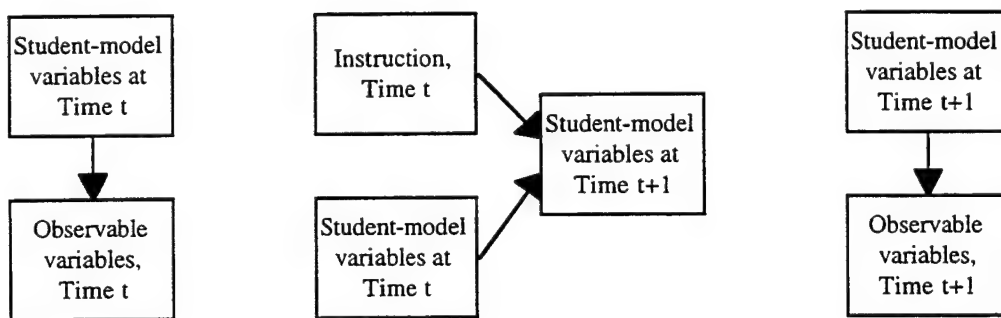 Student-model
variables at
Time t
Observable
variables,
Time t
Instruction,
Time t
Student-model
variables at
Time t
Student-model
variables at
Time t+1
Student-model
variables at
Time t+1
Observable
variables,
Time t+1